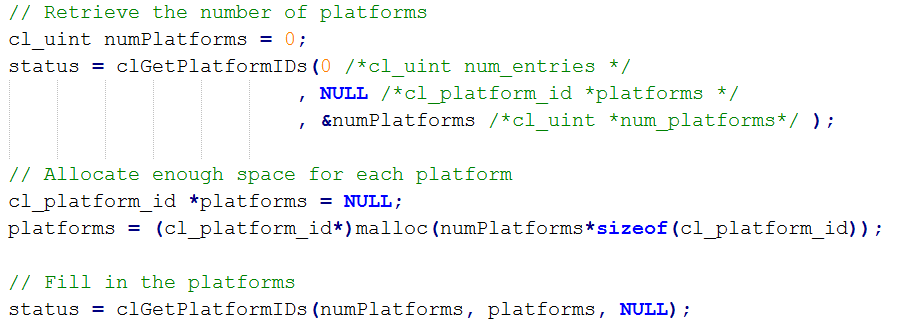 // Retrieve the number of platforms
cl_uint numPlatforms = 0;
status = clGetPlatformIDs(0 /*cl_uint num_entries */
, NULL /*cl_platform_id *platforms */
, &numPlatforms /*cl_uint *num_platforms*/ );
// Allocate enough space for each platform
cl_platform_id *platforms = NULL;
platforms = (cl_platform_id*)malloc(numPlatforms*sizeof(cl_platform_id));
// Fill in the platforms
status = clGetPlatformIDs(numPlatforms, platforms, NULL);